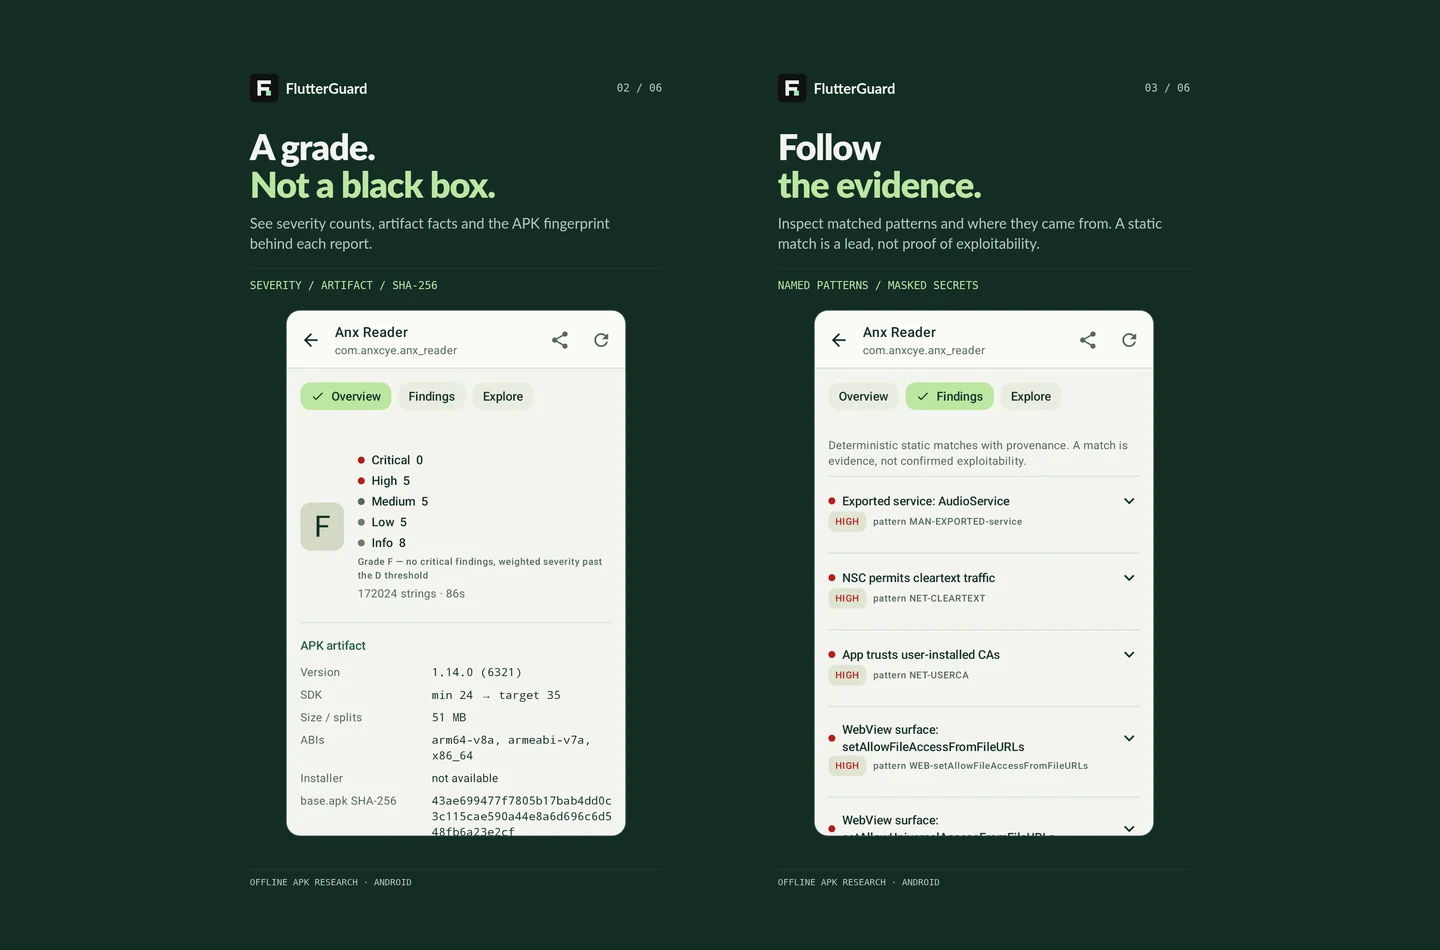 FlutterGuard
02 / 06
A grade.
Not a black box.
See severity counts, artifact facts and the APK fingerprint
behind each report.
SEVERITY / ARTIFACT / SHA-256
Anx Reader
com.anxcye.anx_reader
Overview
Findings
Explore
Critical 0
High 5
Medium 5
Low 5
Info 8
F
Grade F — no critical findings, weighted severity past
the D threshold
172024 strings · 86s
APK artifact
Version 1.14.0 (6321)
SDK min 24 → target 35
Size / splits 51 MB
ABIs arm64-v8a, armeabi-v7a,
x86_64
Installer not available
base.apk SHA-256 43ae699477f7805b17bab4dd0c
3c115cae590a44e8a6d696c6d5
48fb6a23e2cf
OFFLINE APK RESEARCH · ANDROID
FlutterGuard
03 / 06
Follow
the evidence.
Inspect matched patterns and where they came from. A static
match is a lead, not proof of exploitability.
NAMED PATTERNS / MASKED SECRETS
Anx Reader
com.anxcye.anx_reader
Overview
Findings
Explore
Deterministic static matches with provenance. A match is
evidence, not confirmed exploitability.
Exported service: AudioService
HIGH pattern MAN-EXPORTED-service
NSC permits cleartext traffic
HIGH pattern NET-CLEARTEXT
App trusts user-installed CAs
HIGH pattern NET-USERCA
WebView surface:
setAllowFileAccessFromFileURLs
HIGH pattern WEB-setAllowFileAccessFromFileURLs
WebView surface:
setAllowUniversalAccessFromFileURLs
OFFLINE APK RESEARCH · ANDROID